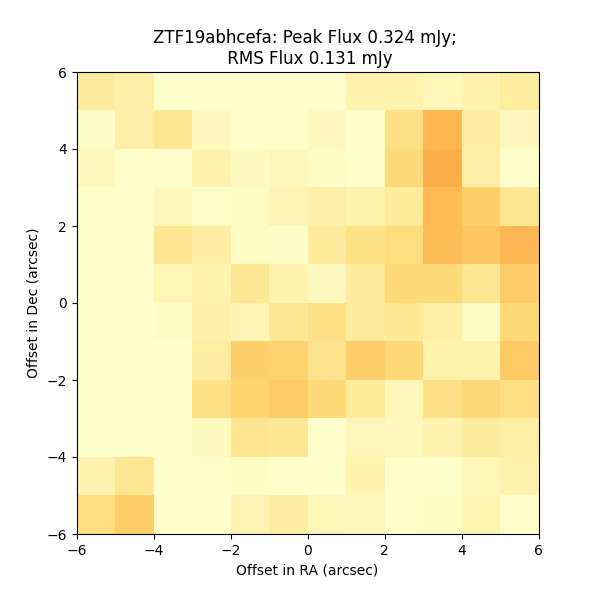 ZTF19abhcefa: Peak Flux 0.324 mJy;
RMS Flux 0.131 mJy
6
4
2
0
−2
−4
−6
Offset in Dec (arcsec)
−6 −4 −2 0 2 4 6
Offset in RA (arcsec)